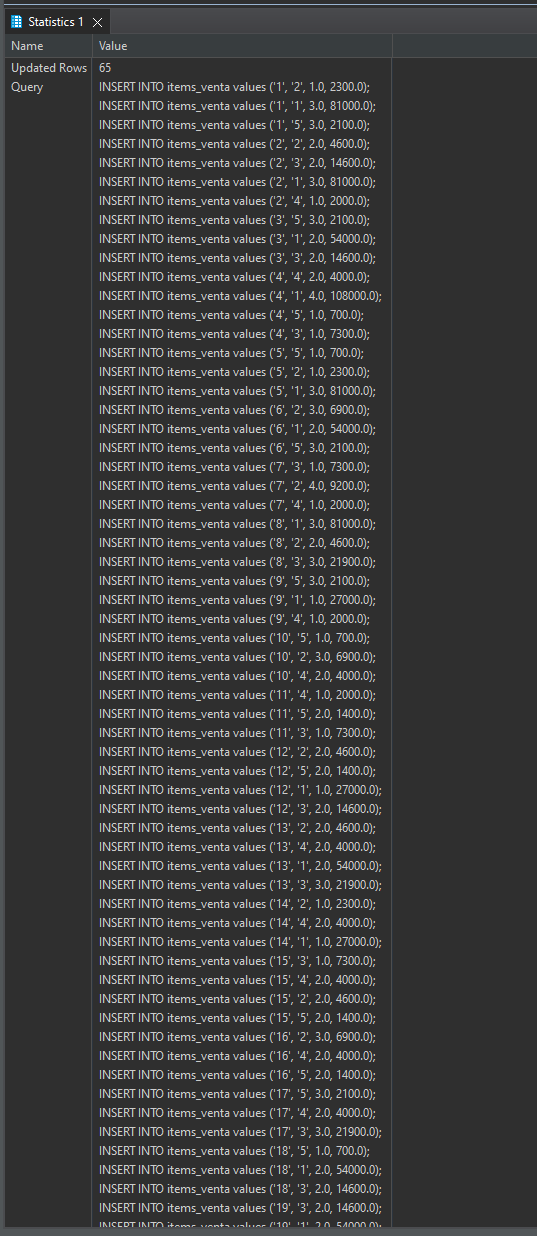 Statistics 1
Name Value
Updated Rows 65
Query INSERT INTO items_venta values ('1', '2', 1.0, 2300.0);
INSERT INTO items_venta values ('1', '1', 3.0, 81000.0);
INSERT INTO items_venta values ('1', '5', 3.0, 2100.0);
INSERT INTO items_venta values ('2', '2', 2.0, 4600.0);
INSERT INTO items_venta values ('2', '3', 2.0, 14600.0);
INSERT INTO items_venta values ('2', '1', 3.0, 81000.0);
INSERT INTO items_venta values ('2', '4', 1.0, 2000.0);
INSERT INTO items_venta values ('3', '5', 3.0, 2100.0);
INSERT INTO items_venta values ('3', '1', 2.0, 54000.0);
INSERT INTO items_venta values ('3', '3', 2.0, 14600.0);
INSERT INTO items_venta values ('4', '4', 2.0, 4000.0);
INSERT INTO items_venta values ('4', '1', 4.0, 108000.0);
INSERT INTO items_venta values ('4', '5', 1.0, 700.0);
INSERT INTO items_venta values ('4', '3', 1.0, 7300.0);
INSERT INTO items_venta values ('5', '5', 1.0, 700.0);
INSERT INTO items_venta values ('5', '2', 1.0, 2300.0);
INSERT INTO items_venta values ('5', '1', 3.0, 81000.0);
INSERT INTO items_venta values ('6', '2', 3.0, 6900.0);
INSERT INTO items_venta values ('6', '1', 2.0, 54000.0);
INSERT INTO items_venta values ('6', '5', 3.0, 2100.0);
INSERT INTO items_venta values ('7', '3', 1.0, 7300.0);
INSERT INTO items_venta values ('7', '2', 4.0, 9200.0);
INSERT INTO items_venta values ('7', '4', 1.0, 2000.0);
INSERT INTO items_venta values ('8', '1', 3.0, 81000.0);
INSERT INTO items_venta values ('8', '2', 2.0, 4600.0);
INSERT INTO items_venta values ('8', '3', 3.0, 21900.0);
INSERT INTO items_venta values ('9', '5', 3.0, 2100.0);
INSERT INTO items_venta values ('9', '1', 1.0, 27000.0);
INSERT INTO items_venta values ('9', '4', 1.0, 2000.0);
INSERT INTO items_venta values ('10', '5', 1.0, 700.0);
INSERT INTO items_venta values ('10', '2', 3.0, 6900.0);
INSERT INTO items_venta values ('10', '4', 2.0, 4000.0);
INSERT INTO items_venta values ('11', '4', 1.0, 2000.0);
INSERT INTO items_venta values ('11', '5', 2.0, 1400.0);
INSERT INTO items_venta values ('11', '3', 1.0, 7300.0);
INSERT INTO items_venta values ('12', '2', 2.0, 4600.0);
INSERT INTO items_venta values ('12', '5', 2.0, 1400.0);
INSERT INTO items_venta values ('12', '1', 1.0, 27000.0);
INSERT INTO items_venta values ('12', '3', 2.0, 14600.0);
INSERT INTO items_venta values ('13', '2', 2.0, 4600.0);
INSERT INTO items_venta values ('13', '4', 2.0, 4000.0);
INSERT INTO items_venta values ('13', '1', 2.0, 54000.0);
INSERT INTO items_venta values ('13', '3', 3.0, 21900.0);
INSERT INTO items_venta values ('14', '2', 1.0, 2300.0);
INSERT INTO items_venta values ('14', '4', 2.0, 4000.0);
INSERT INTO items_venta values ('14', '1', 1.0, 27000.0);
INSERT INTO items_venta values ('15', '3', 1.0, 7300.0);
INSERT INTO items_venta values ('15', '4', 2.0, 4000.0);
INSERT INTO items_venta values ('15', '2', 2.0, 4600.0);
INSERT INTO items_venta values ('15', '5', 2.0, 1400.0);
INSERT INTO items_venta values ('16', '2', 3.0, 6900.0);
INSERT INTO items_venta values ('16', '4', 2.0, 4000.0);
INSERT INTO items_venta values ('16', '5', 2.0, 1400.0);
INSERT INTO items_venta values ('17', '5', 3.0, 2100.0);
INSERT INTO items_venta values ('17', '4', 2.0, 4000.0);
INSERT INTO items_venta values ('17', '3', 3.0, 21900.0);
INSERT INTO items_venta values ('18', '5', 1.0, 700.0);
INSERT INTO items_venta values ('18', '1', 2.0, 54000.0);
INSERT INTO items_venta values ('18', '3', 2.0, 14600.0);
INSERT INTO items_venta values ('19', '3', 2.0, 14600.0);
INSERT INTO items_venta values ('19', '1', 2.0, 54000.0);